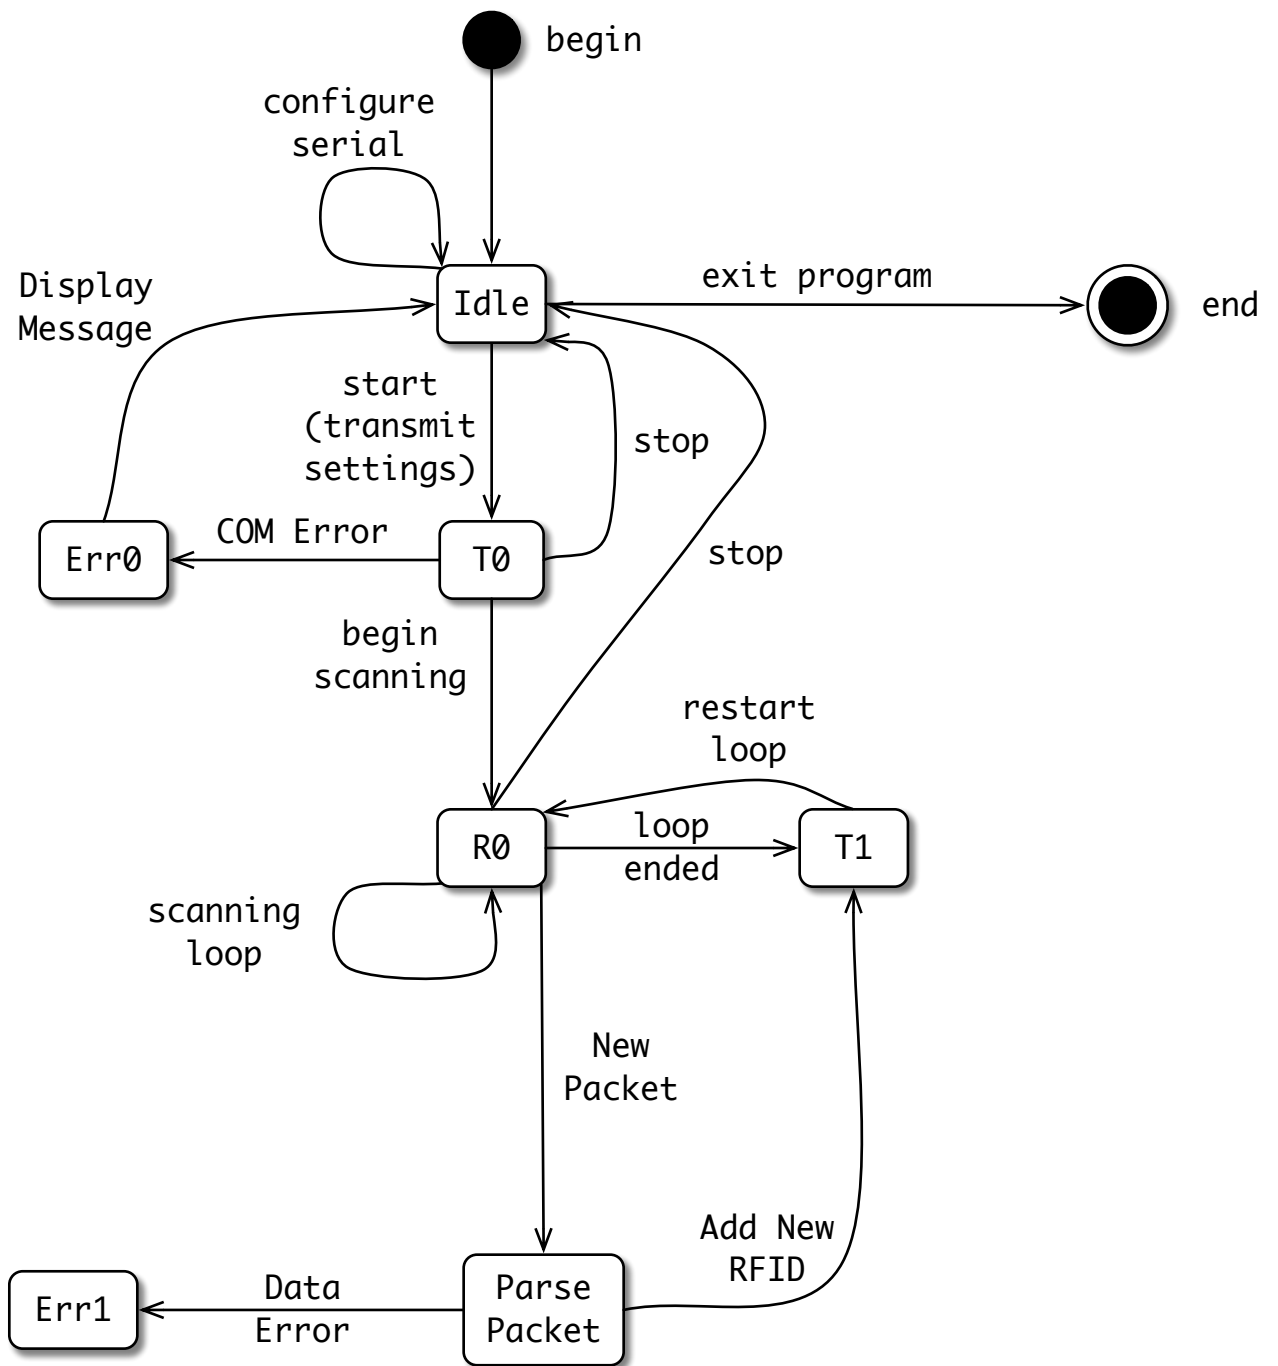 begin
configure
serial
Display
Message
Idle
exit program
end
start
(transmit
settings)
stop
COM Error
Err0
T0
stop
begin
scanning
restart
loop
R0
loop
ended
T1
scanning
loop
New
Packet
Add New
RFID
Parse
Packet
Data
Error
Err1